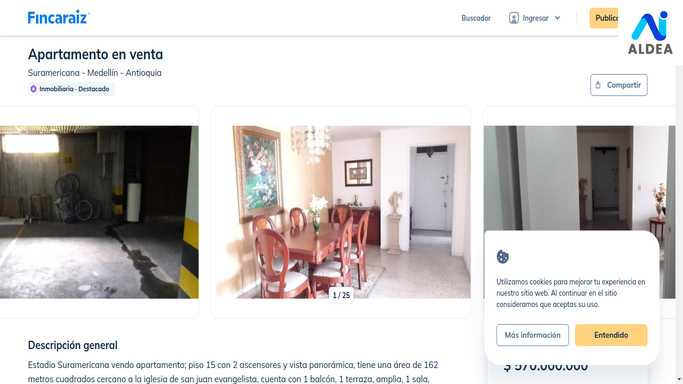 Fincaraíz
Buscador
Ingresar
Public
ALDEA
Apartamento en venta
Suramericana - Medellín - Antioquia
Inmobiliaria - Destacado
Compartir
1 / 25
Utilizamos cookies para mejorar tu experiencia en
nuestro sitio web. Al continuar en el sitio
consideramos que aceptas su uso.
Más información
Entendido
$ 570.000.000
Descripción general
Estadio Suramericana vendo apartamento; piso 15 con 2 ascensores y vista panorámica, tiene una área de 162
metros cuadrados cercano a la iglesia de san juan evangelista, cuenta con 1 balcón, 1 terraza, amplia, 1 sala,